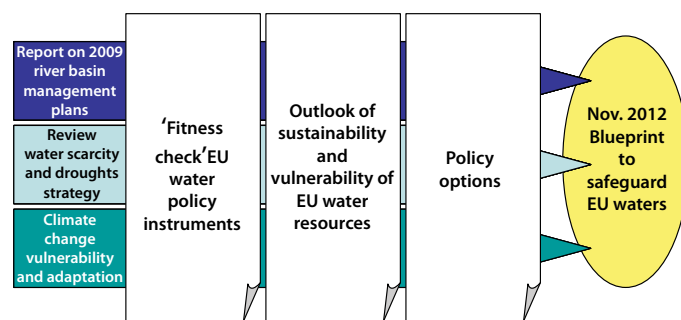 Report on 2009
river basin
management
plans
Review
water scarcity
and droughts
strategy
Climate
change
vulnerability
and adaptation
‘Fitness
check’EU
water
policy
instruments
Outlook of
sustainability
and
vulnerability of
EU water
resources
Policy
options
Nov. 2012
Blueprint
to
safeguard
EU waters